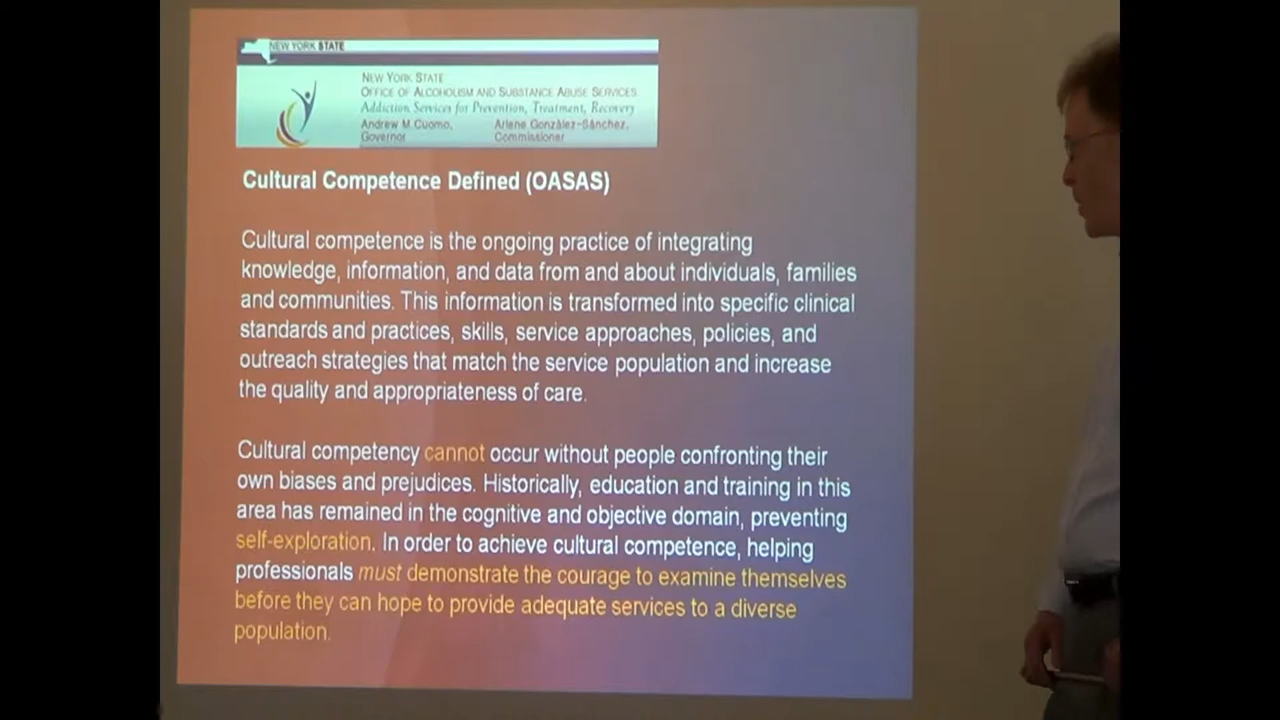 NEW YORK STATE
NEW YORK STATE
OFFICE OF ALCOHOLISM AND SUBSTANCE ABUSE SERVICES
Addiction Services for Prevention, Treatment, Recovery
Andrew M. Cuomo, Arlene González-Sánchez,
Governor Commissioner
Cultural Competence Defined (OASAS)
Cultural competence is the ongoing practice of integrating
knowledge, information, and data from and about individuals, families
and communities. This information is transformed into specific clinical
standards and practices, skills, service approaches, policies, and
outreach strategies that match the service population and increase
the quality and appropriateness of care.
Cultural competency cannot occur without people confronting their
own biases and prejudices. Historically, education and training in this
area has remained in the cognitive and objective domain, preventing
self-exploration. In order to achieve cultural competence, helping
professionals must demonstrate the courage to examine themselves
before they can hope to provide adequate services to a diverse
population.